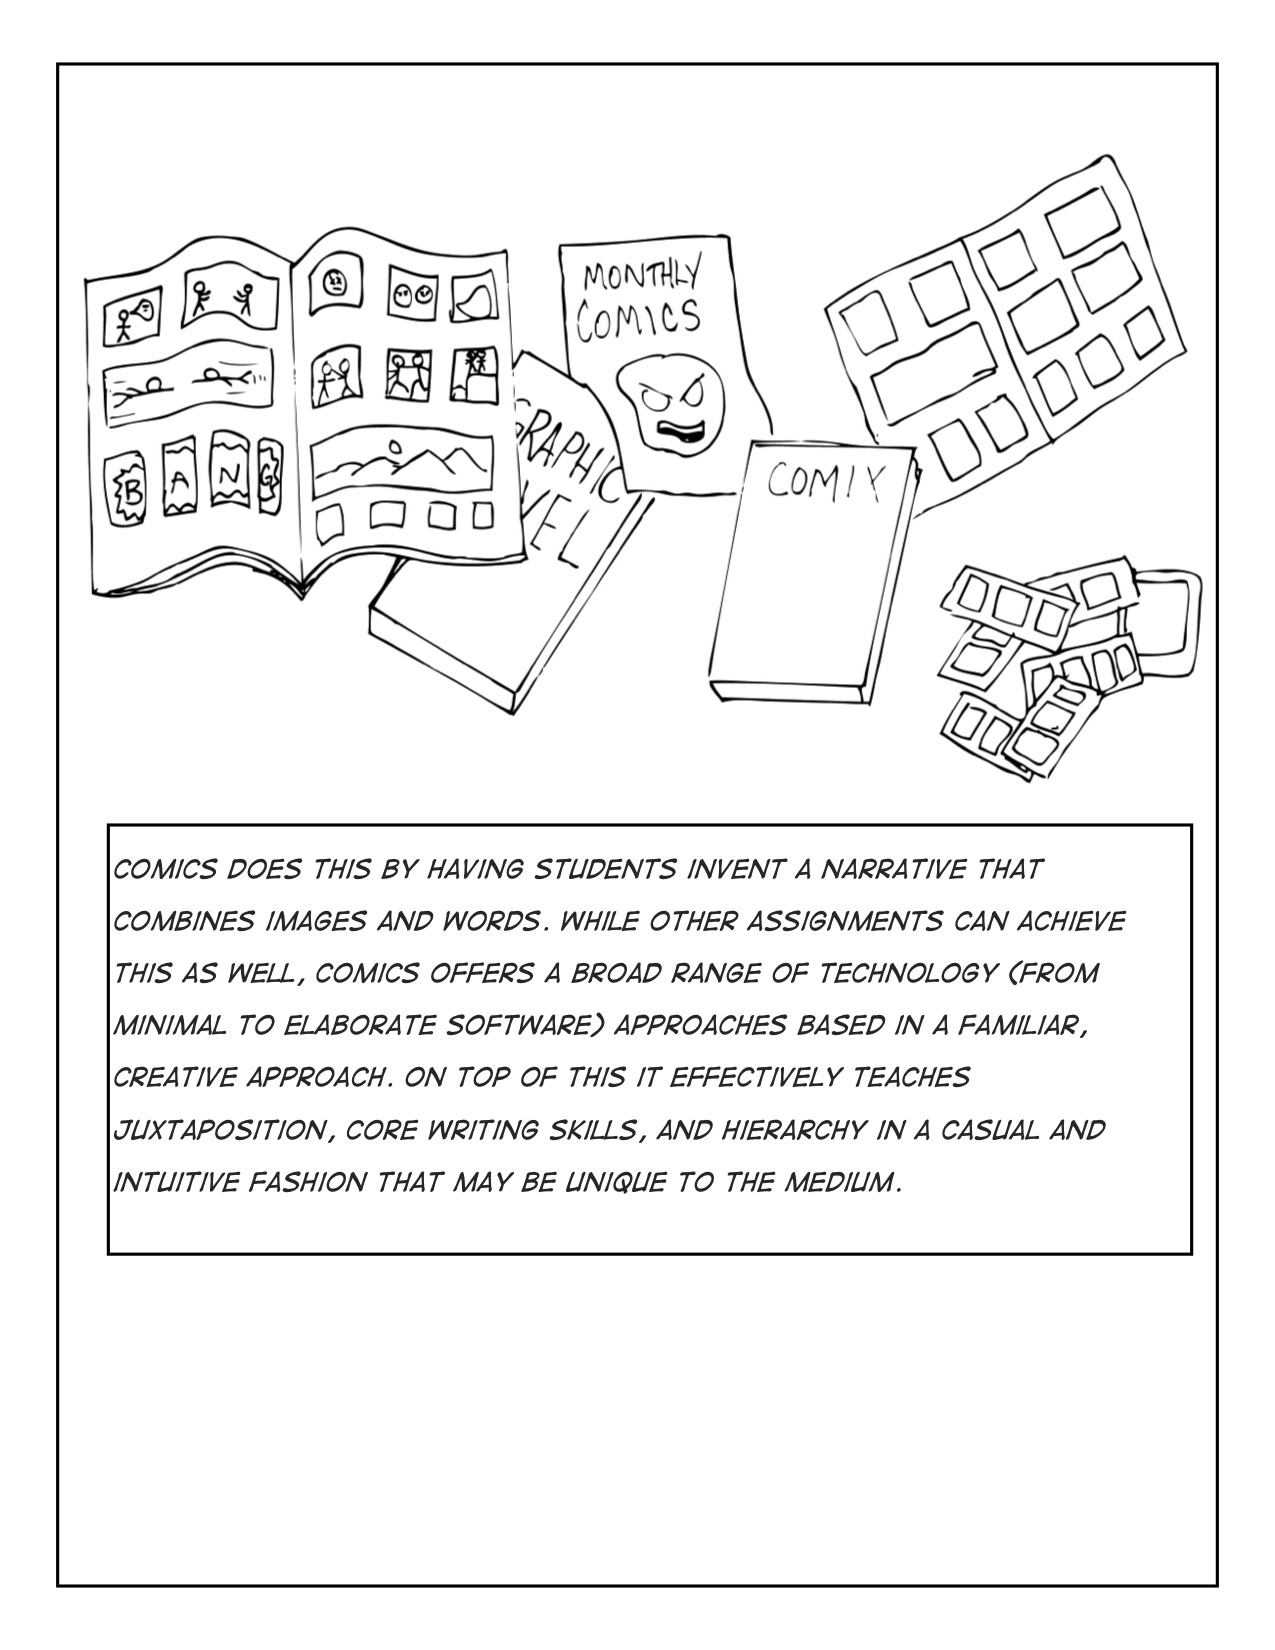 MONTHLY
COMICS
GRAPHIC
VEL
COMIX
B A N G
COMICS DOES THIS BY HAVING STUDENTS INVENT A NARRATIVE THAT
COMBINES IMAGES AND WORDS. WHILE OTHER ASSIGNMENTS CAN ACHIEVE
THIS AS WELL, COMICS OFFERS A BROAD RANGE OF TECHNOLOGY (FROM
MINIMAL TO ELABORATE SOFTWARE) APPROACHES BASED IN A FAMILIAR,
CREATIVE APPROACH. ON TOP OF THIS IT EFFECTIVELY TEACHES
JUXTAPOSITION, CORE WRITING SKILLS, AND HIERARCHY IN A CASUAL AND
INTUITIVE FASHION THAT MAY BE UNIQUE TO THE MEDIUM.